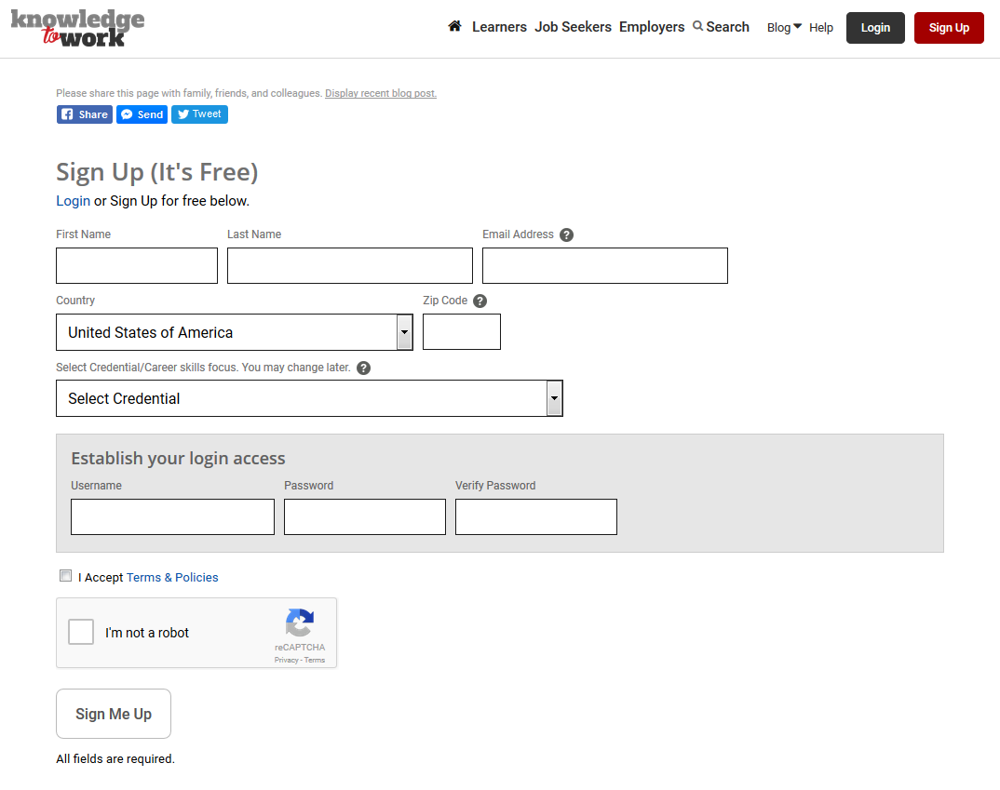 knowledge
to work
Learners Job Seekers Employers Search Blog Help Login Sign Up
Please share this page with family, friends, and colleagues. Display recent blog post.
Share Send Tweet
Sign Up (It's Free)
Login or Sign Up for free below.
First Name Last Name Email Address ?
Country Zip Code ?
United States of America
Select Credential/Career skills focus. You may change later. ?
Select Credential
Establish your login access
Username Password Verify Password
I Accept Terms & Policies
I'm not a robot
reCAPTCHA
Privacy - Terms
Sign Me Up
All fields are required.